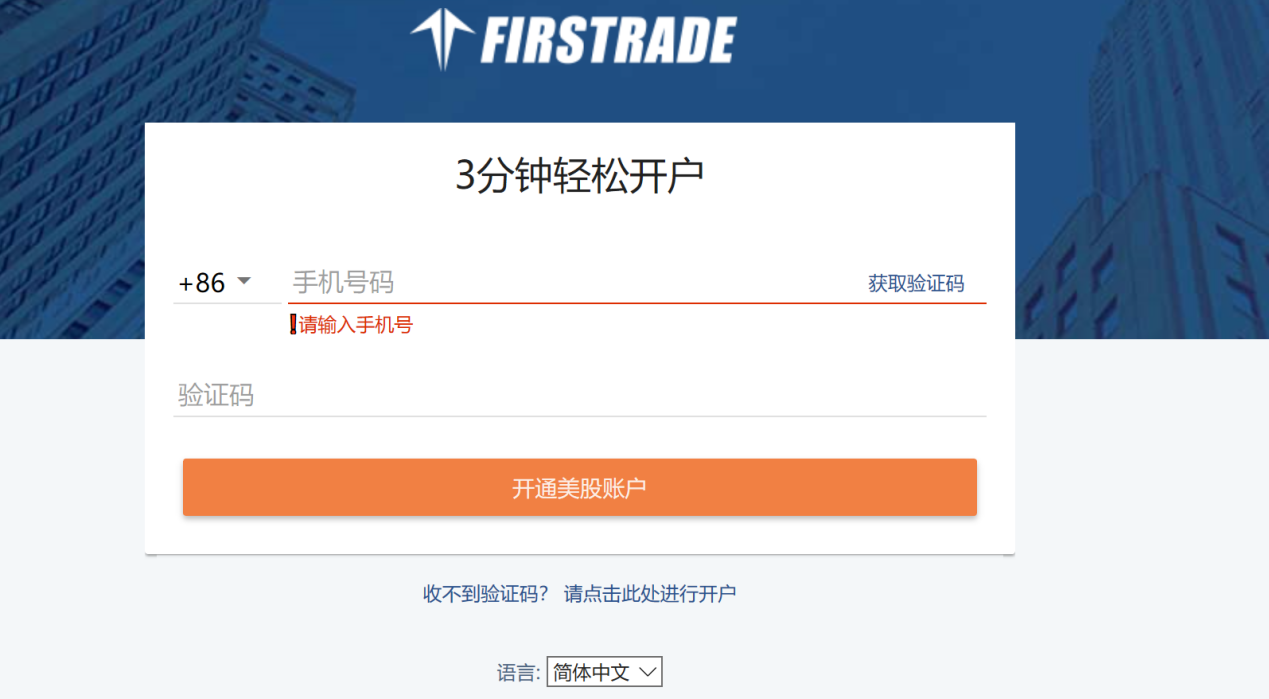 FIRSTRADE
3分钟轻松开户
+86 手机号码 获取验证码
请输入手机号
验证码
开通美股账户
收不到验证码？ 请点击此处进行开户
语言: 简体中文